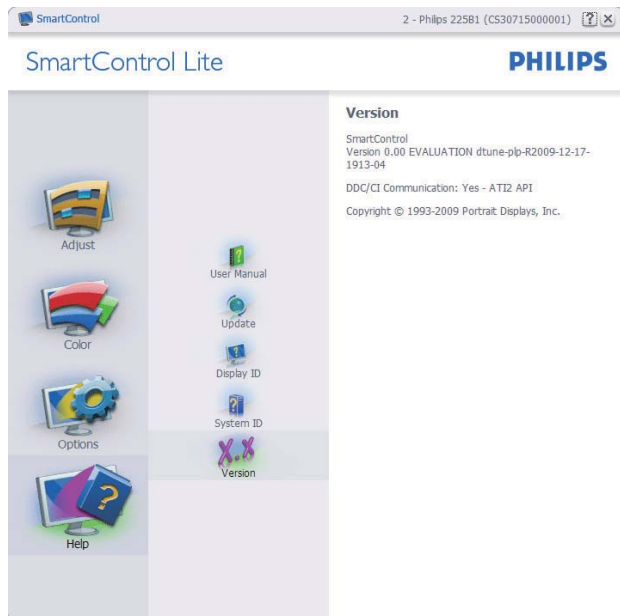 SmartControl
2 - Philips 225B1 (CS30715000001)
SmartControl Lite
PHILIPS
Adjust
Color
Options
Help
User Manual
Update
Display ID
System ID
X.X
Version
Version
SmartControl
Version 0.00 EVALUATION dtune-plp-R2009-12-17-
1913-04
DDC/CI Communication: Yes - ATI2 API
Copyright © 1993-2009 Portrait Displays, Inc.